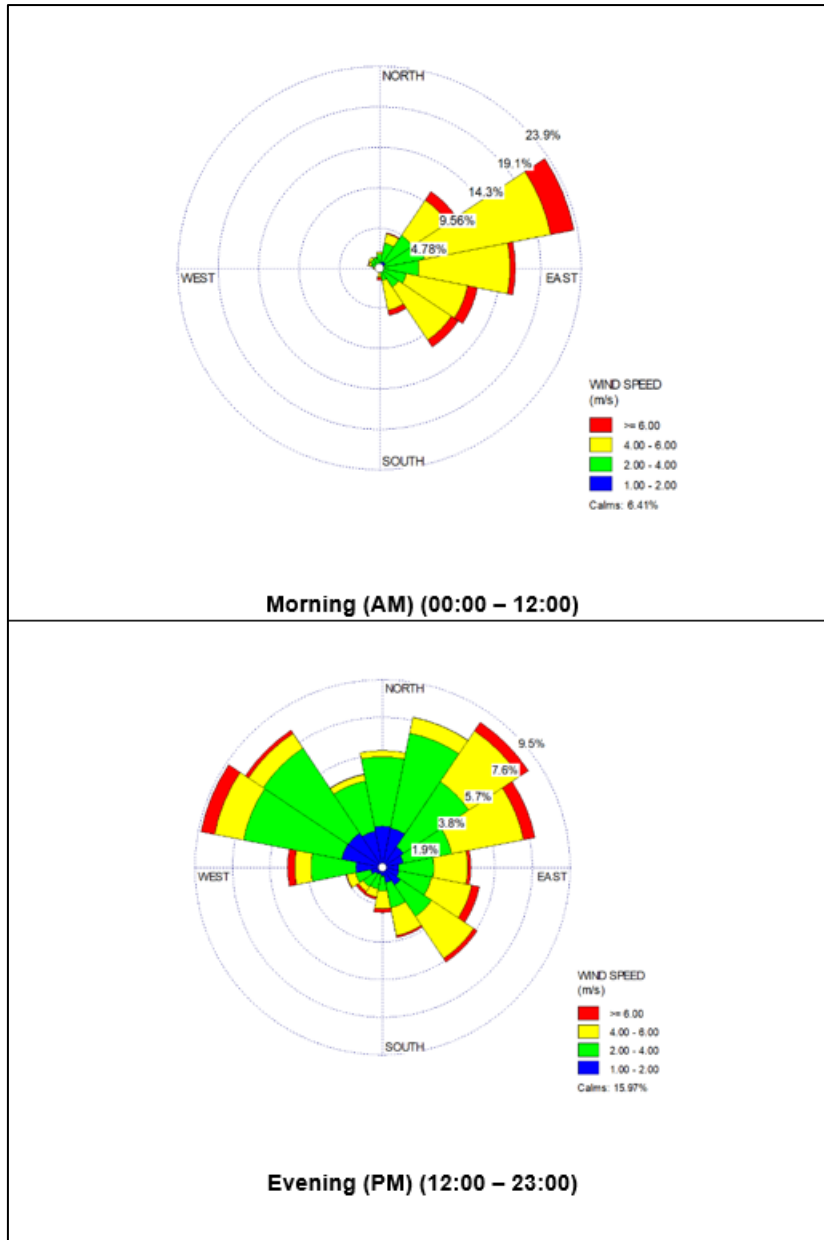 NORTH
23.9%
19.1%
14.3%
9.56%
4.78%
WEST
EAST
WIND SPEED
(m/s)
>= 6.00
4.00 - 6.00
2.00 - 4.00
1.00 - 2.00
Calms: 6.41%
SOUTH
Morning (AM) (00:00 – 12:00)
NORTH
9.5%
7.6%
5.7%
3.8%
1.9%
WEST
EAST
WIND SPEED
(m/s)
>= 6.00
4.00 - 6.00
2.00 - 4.00
1.00 - 2.00
Calms: 15.97%
SOUTH
Evening (PM) (12:00 – 23:00)